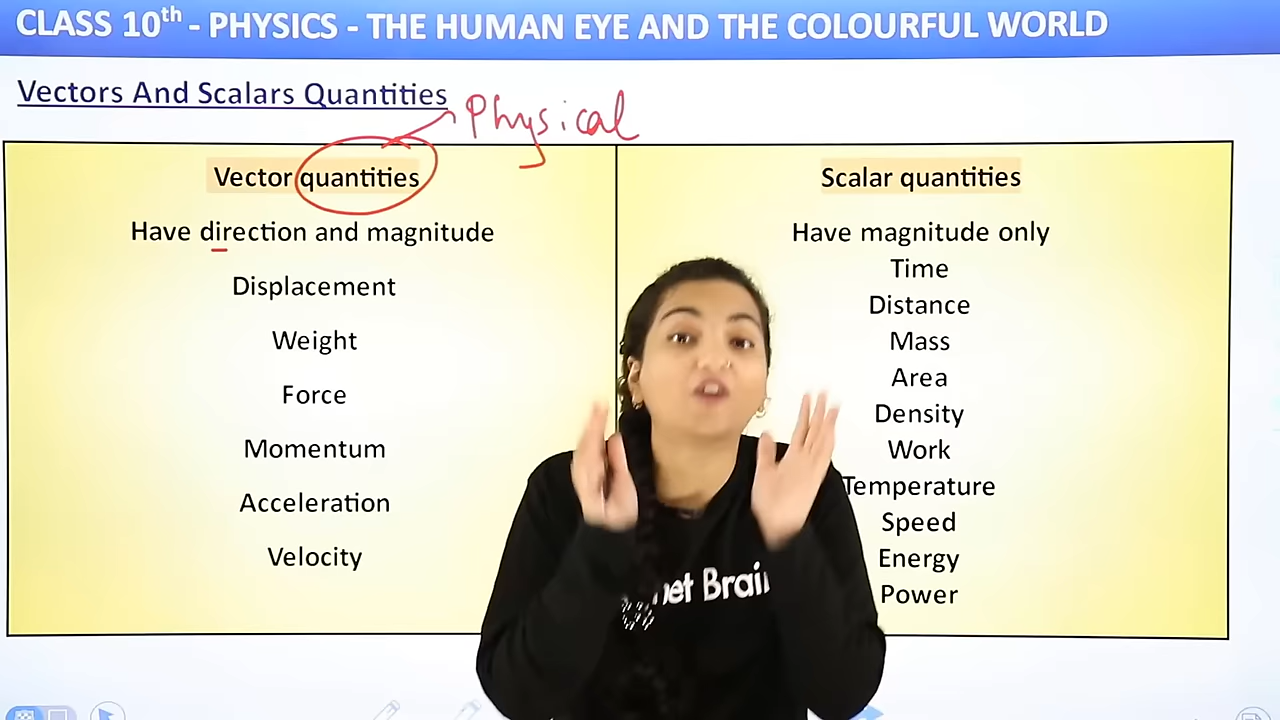 CLASS 10th - PHYSICS - THE HUMAN EYE AND THE COLOURFUL WORLD
Vectors And Scalars Quantities
Physical
Vector quantities
Have direction and magnitude
Displacement
Weight
Force
Momentum
Acceleration
Velocity
Scalar quantities
Have magnitude only
Time
Distance
Mass
Area
Density
Work
Temperature
Speed
Energy
Power
net Brain